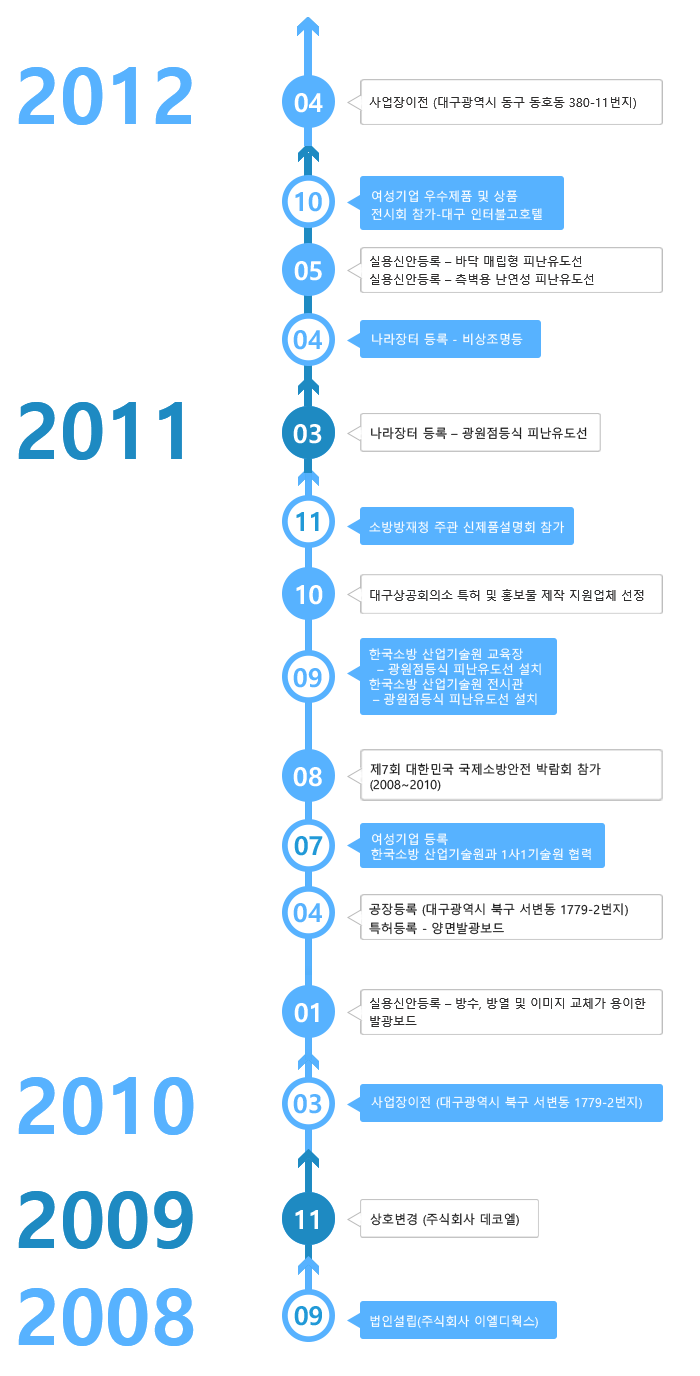 2012
04
사업장이전 (대구광역시 동구 동호동 380-11번지)
10
여성기업 우수제품 및 상품
전시회 참가-대구 인터불고호텔
05
실용신안등록 – 바닥 매립형 피난유도선
실용신안등록 – 측벽용 난연성 피난유도선
04
나라장터 등록 - 비상조명등
2011
03
나라장터 등록 – 광원점등식 피난유도선
11
소방방재청 주관 신제품설명회 참가
10
대구상공회의소 특허 및 홍보물 제작 지원업체 선정
09
한국소방 산업기술원 교육장
– 광원점등식 피난유도선 설치
한국소방 산업기술원 전시관
– 광원점등식 피난유도선 설치
08
제7회 대한민국 국제소방안전 박람회 참가
(2008~2010)
07
여성기업 등록
한국소방 산업기술원과 1사1기술원 협력
04
공장등록 (대구광역시 북구 서변동 1779-2번지)
특허등록 - 양면발광보드
01
실용신안등록 – 방수, 방열 및 이미지 교체가 용이한
발광보드
2010
03
사업장이전 (대구광역시 북구 서변동 1779-2번지)
2009
11
상호변경 (주식회사 데코엘)
2008
09
법인설립(주식회사 이엘디웍스)